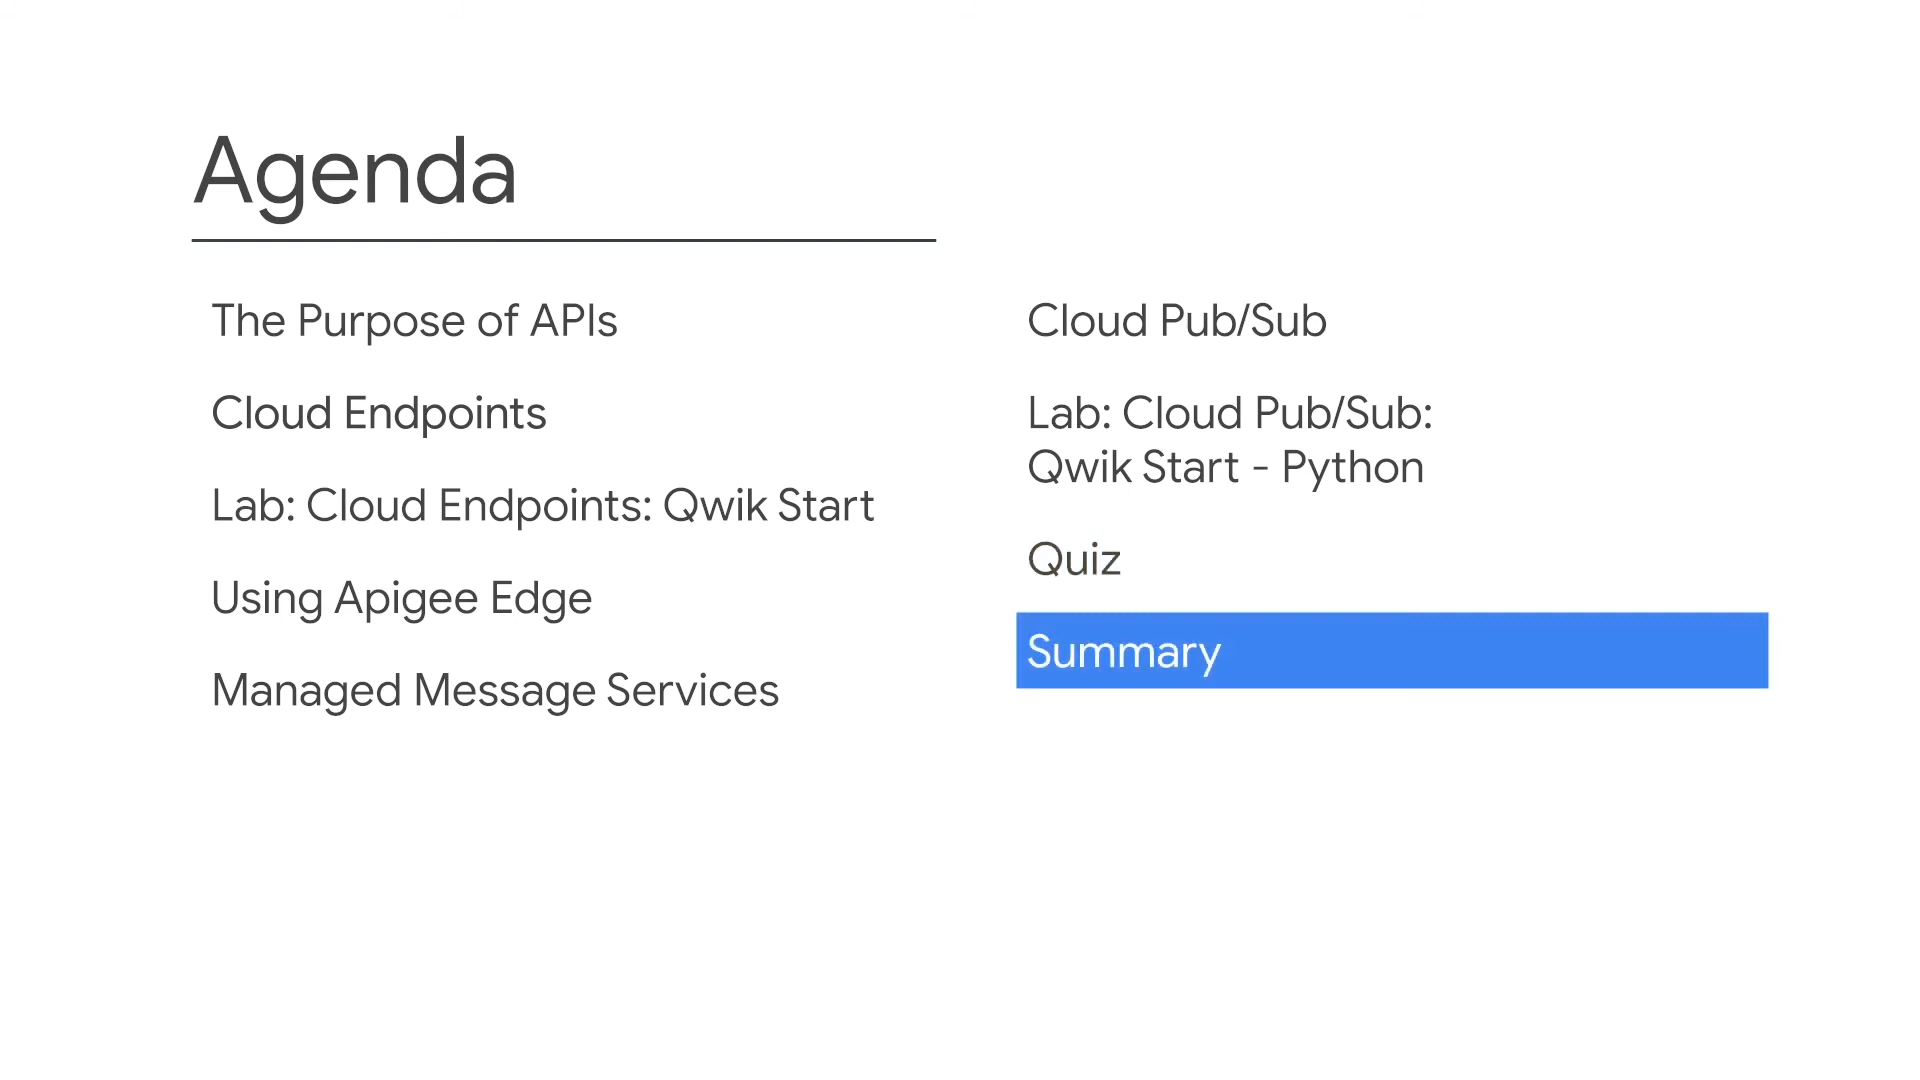 Agenda
The Purpose of APIs
Cloud Endpoints
Lab: Cloud Endpoints: Qwik Start
Using Apigee Edge
Managed Message Services
Cloud Pub/Sub
Lab: Cloud Pub/Sub:
Qwik Start - Python
Quiz
Summary